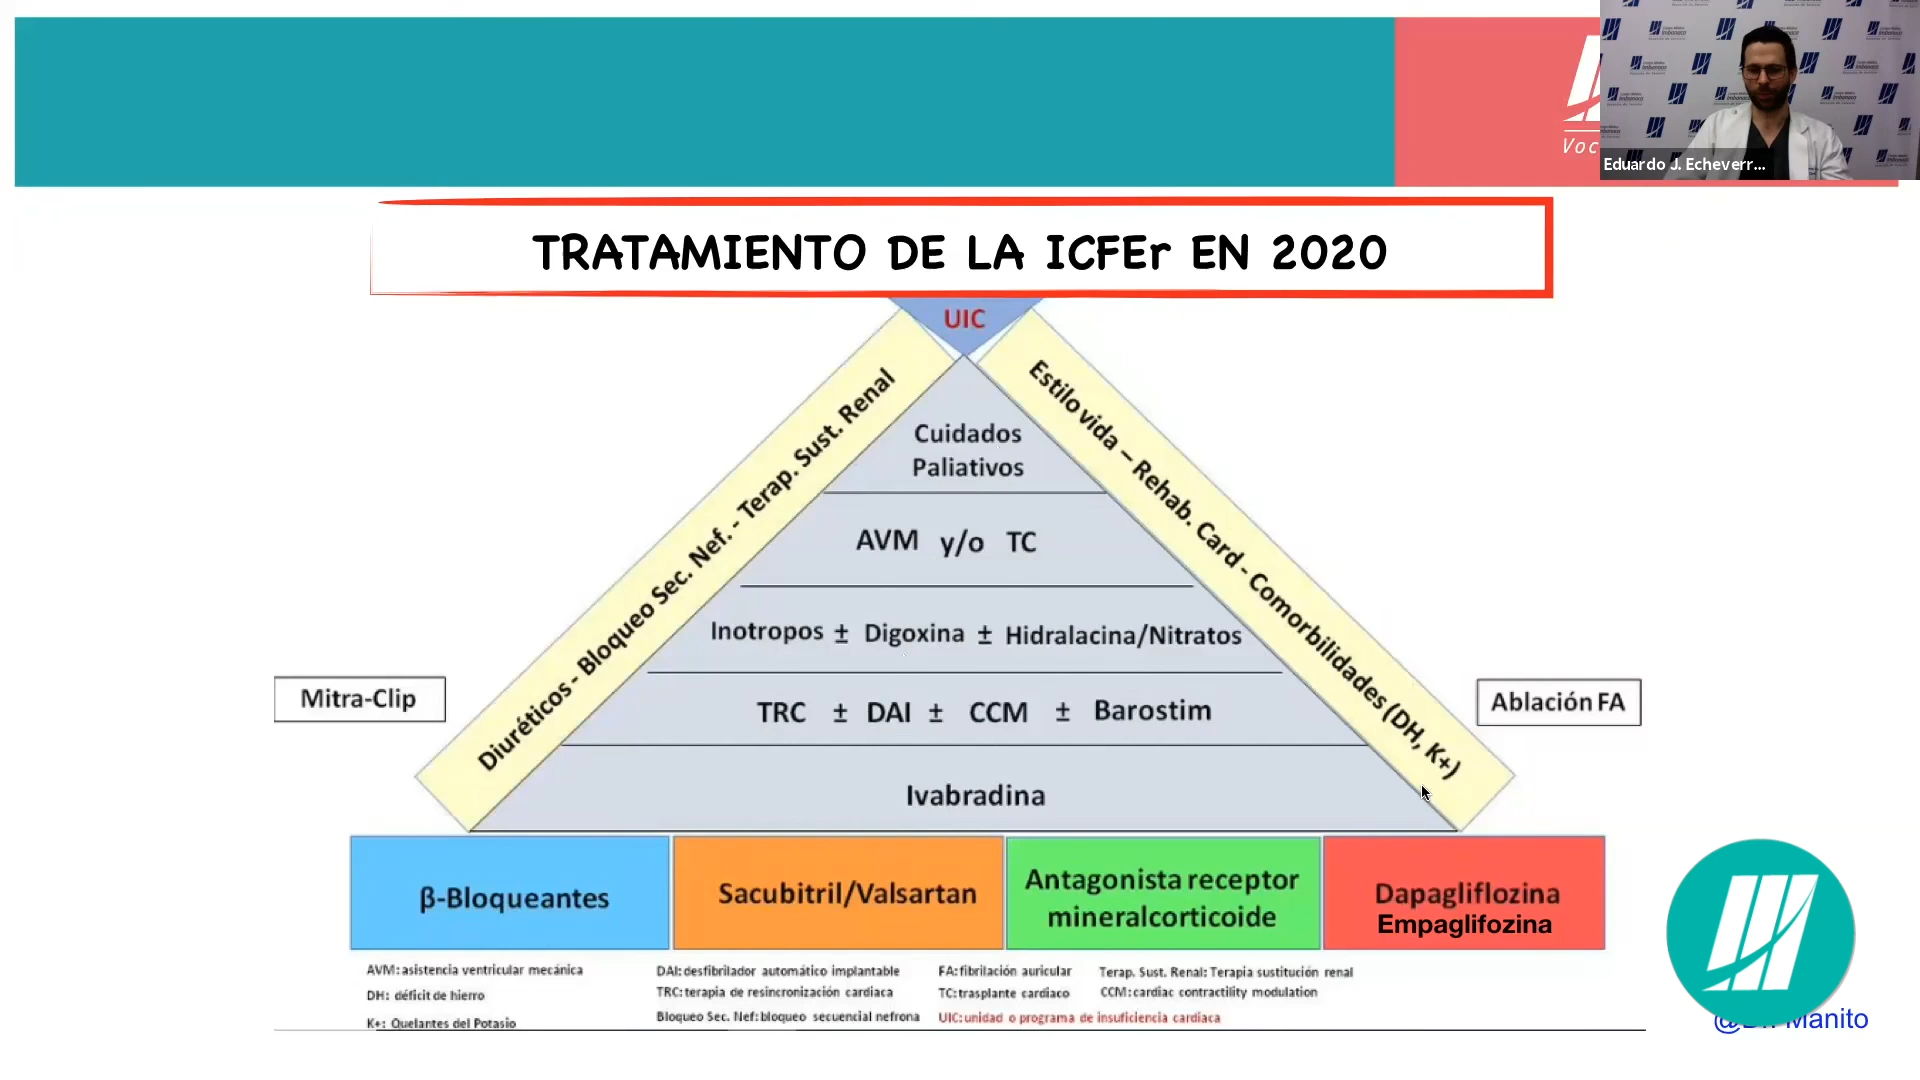 Voc
Eduardo J. Echeverr...
TRATAMIENTO DE LA ICFEr EN 2020
UIC
Diuréticos - Bloqueo Sec. Nef. - Terap. Sust. Renal
Estilo vida – Rehab. Card - Comorbilidades (DH, K+)
Cuidados
Paliativos
AVM y/o TC
Inotropos ± Digoxina ± Hidralacina/Nitratos
Mitra-Clip
Ablación FA
TRC ± DAI ± CCM ± Barostim
Ivabradina
β-Bloqueantes
Sacubitril/Valsartan
Antagonista receptor
mineralcorticoide
Dapagliflozina
Empaglifozina
AVM: asistencia ventricular mecánica
DH: déficit de hierro
K+: Quelantes del Potasio
DAI: desfibrilador automático implantable
TRC: terapia de resincronización cardiaca
Bloqueo Sec. Nef: bloqueo secuencial nefrona
FA: fibrilación auricular
TC: trasplante cardiaco
UIC: unidad o programa de insuficiencia cardiaca
Terap. Sust. Renal: Terapia sustitución renal
CCM: cardiac contractility modulation
Manito